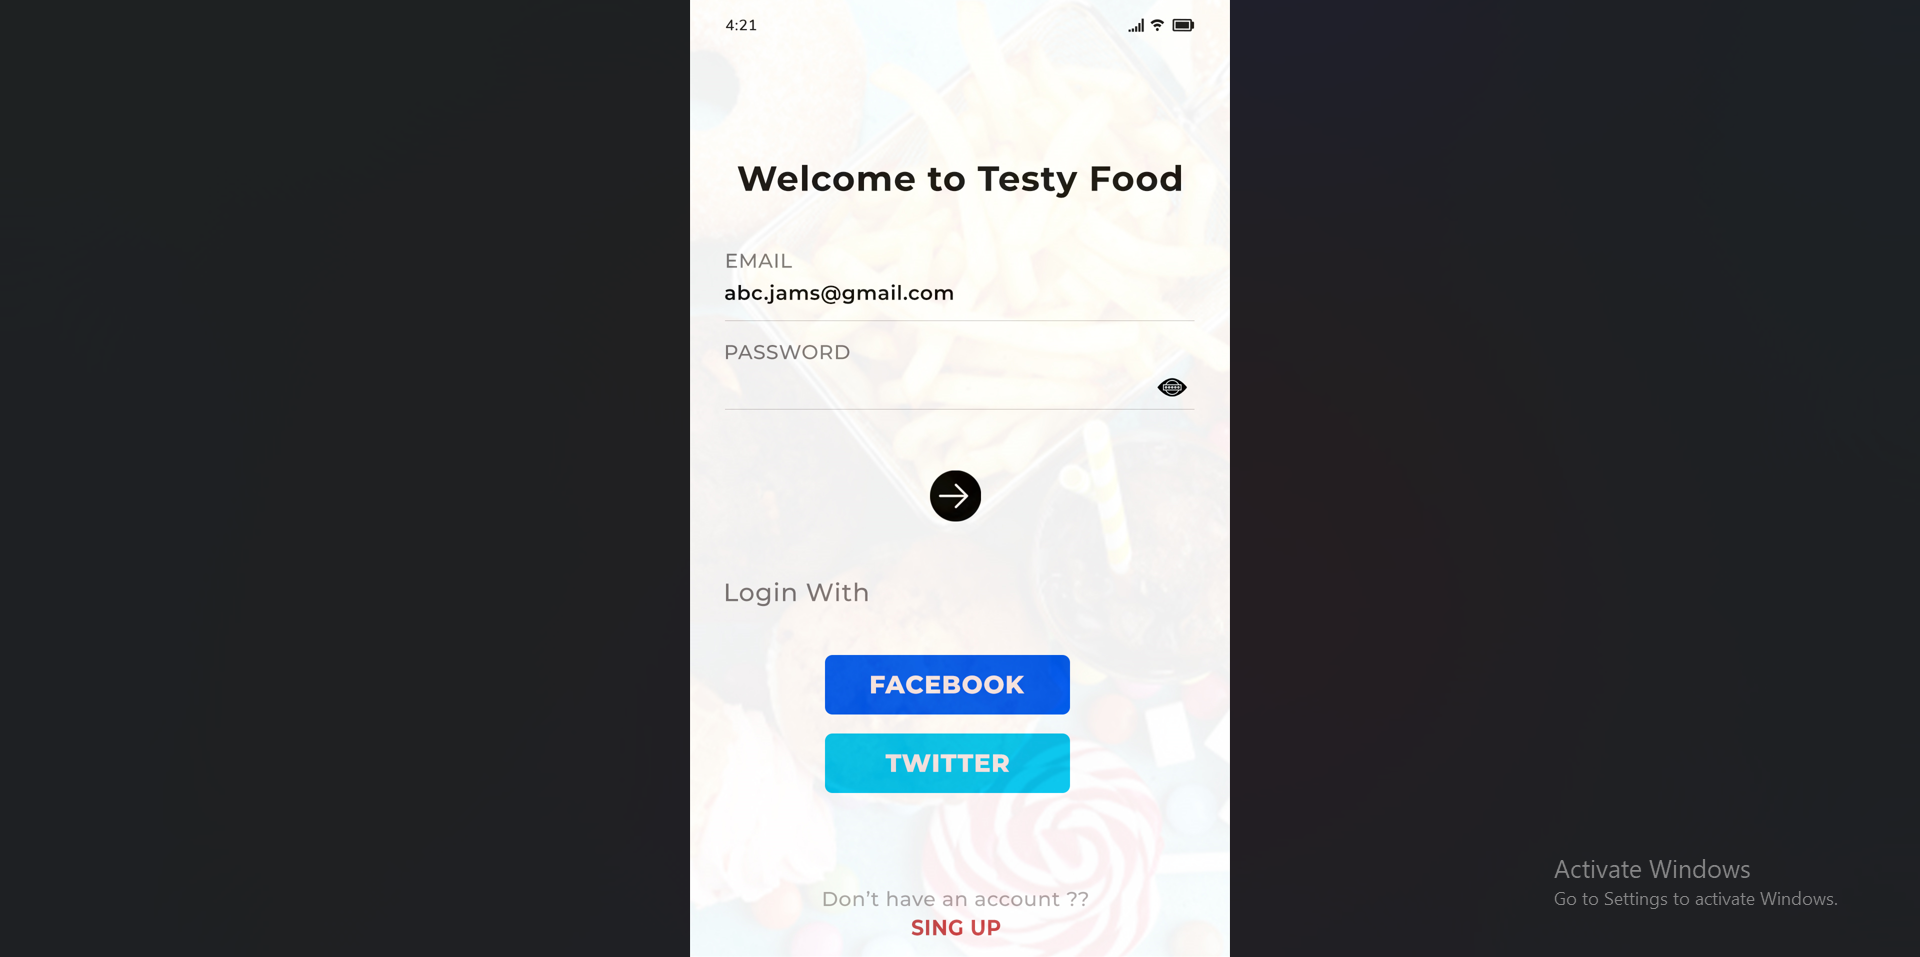 4:21
Welcome to Testy Food
EMAIL
abc.jams@gmail.com
PASSWORD
Login With
FACEBOOK
TWITTER
Don't have an account ??
SING UP
Activate Windows
Go to Settings to activate Windows.